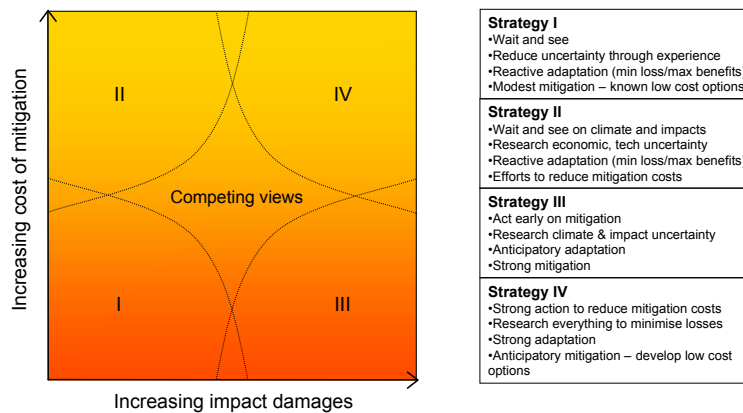 Increasing cost of mitigation
II
IV
Competing views
I
III
Increasing impact damages
Strategy I
•Wait and see
•Reduce uncertainty through experience
•Reactive adaptation (min loss/max benefits)
•Modest mitigation – known low cost options
Strategy II
•Wait and see on climate and impacts
•Research economic, tech uncertainty
•Reactive adaptation (min loss/max benefits)
•Efforts to reduce mitigation costs
Strategy III
•Act early on mitigation
•Research climate & impact uncertainty
•Anticipatory adaptation
•Strong mitigation
Strategy IV
•Strong action to reduce mitigation costs
•Research everything to minimise losses
•Strong adaptation
•Anticipatory mitigation – develop low cost
options